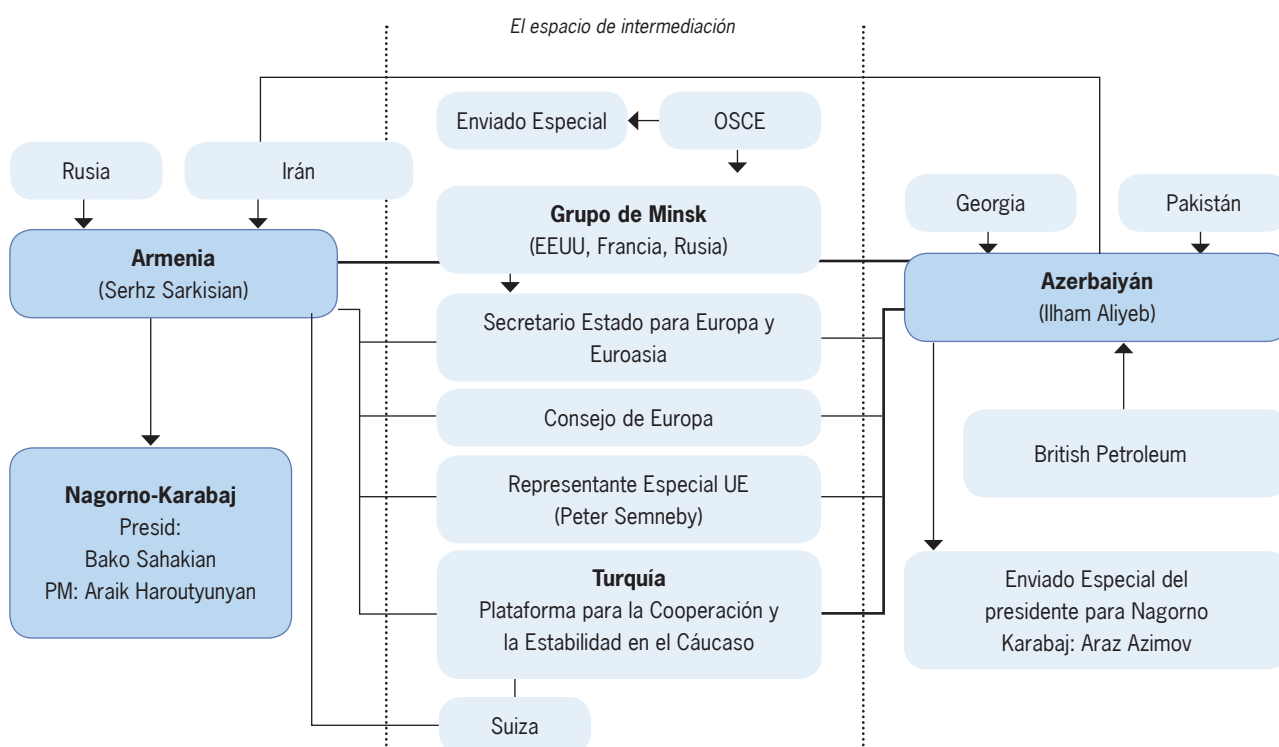 El espacio de intermediación
Enviado Especial
OSCE
Rusia
Irán
Grupo de Minsk
(EEUU, Francia, Rusia)
Georgia
Pakistán
Armenia
(Serhz Sarkisian)
Azerbaiyán
(Ilham Aliyeb)
Secretario Estado para Europa y
Euroasia
Consejo de Europa
British Petroleum
Nagorno-Karabaj
Presid:
Bako Sahakian
PM: Araik Haroutyunyan
Representante Especial UE
(Peter Semneby)
Turquía
Plataforma para la Cooperación y
la Estabilidad en el Cáucaso
Enviado Especial del
presidente para Nagorno
Karabaj: Araz Azimov
Suiza